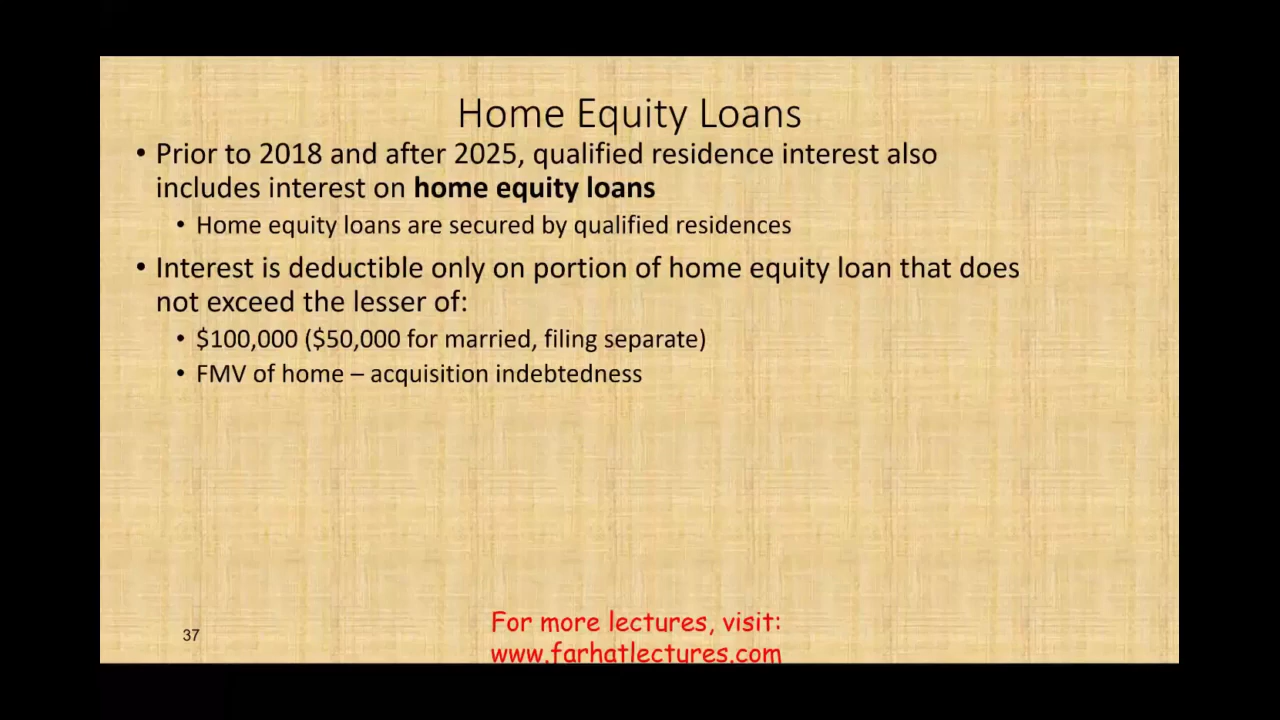 Home Equity Loans
• Prior to 2018 and after 2025, qualified residence interest also
includes interest on home equity loans
• Home equity loans are secured by qualified residences
• Interest is deductible only on portion of home equity loan that does
not exceed the lesser of:
• $100,000 ($50,000 for married, filing separate)
• FMV of home – acquisition indebtedness
37
For more lectures, visit:
www.farhatlectures.com